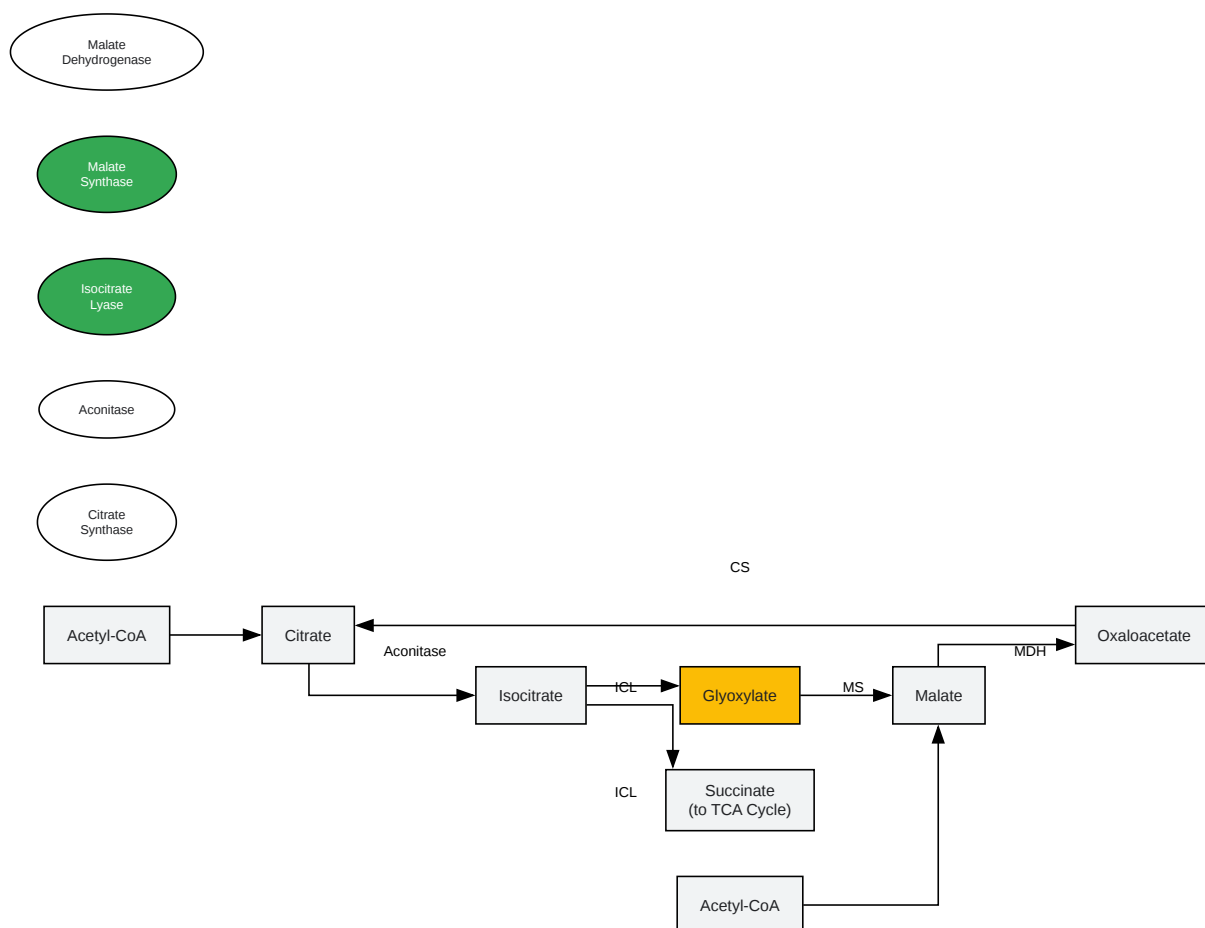 Malate
Dehydrogenase
Malate
Synthase
Isocitrate
Lyase
Aconitase
Citrate
Synthase
CS
Acetyl-CoA
Citrate
Oxaloacetate
Aconitase
MDH
Isocitrate
ICL
Glyoxylate
MS
Malate
ICL
Succinate
(to TCA Cycle)
Acetyl-CoA